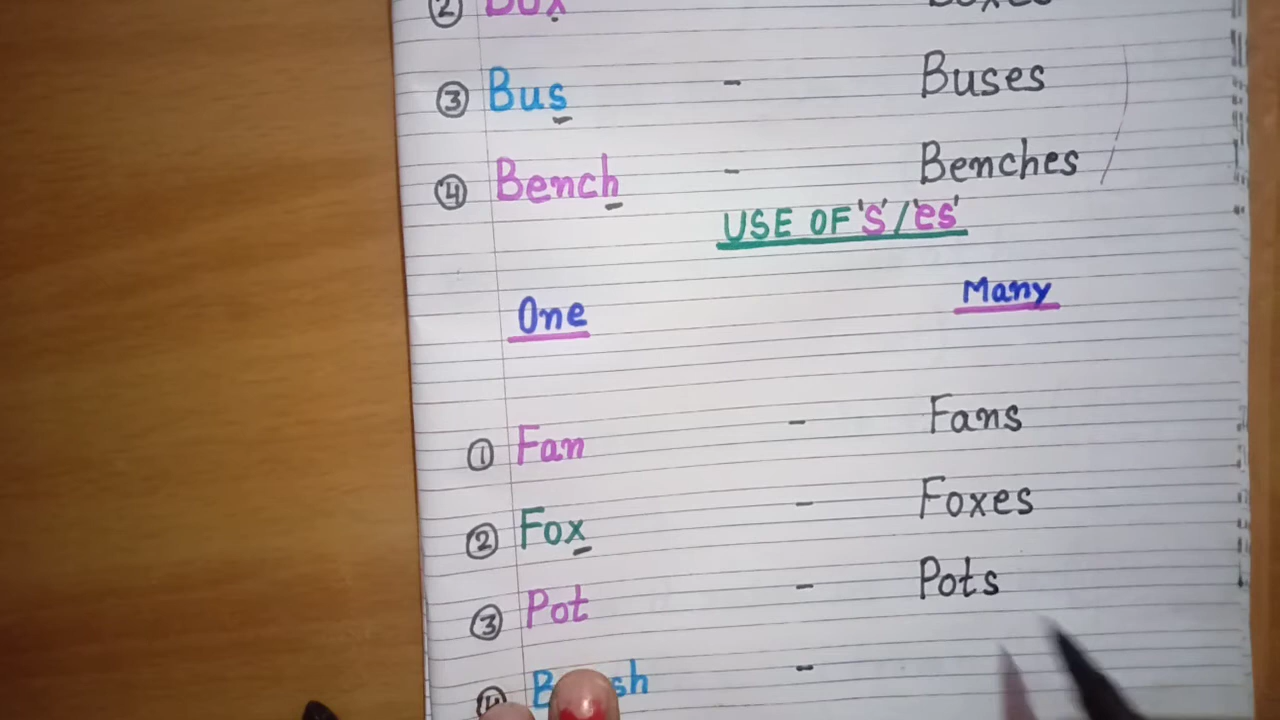 ③ Bus - Buses
④ Bench - Benches
USE OF 's'/'es'
One Many
① Fan - Fans
② Fox - Foxes
③ Pot - Pots
④ -